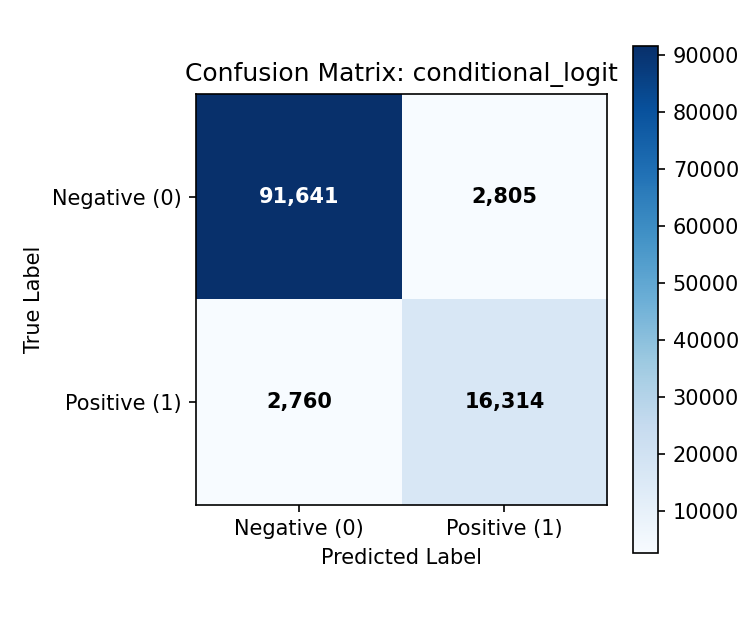 Confusion Matrix: conditional_logit
True Label
Negative (0)
91,641
2,805
Positive (1)
2,760
16,314
Negative (0)
Positive (1)
Predicted Label
90000
80000
70000
60000
50000
40000
30000
20000
10000